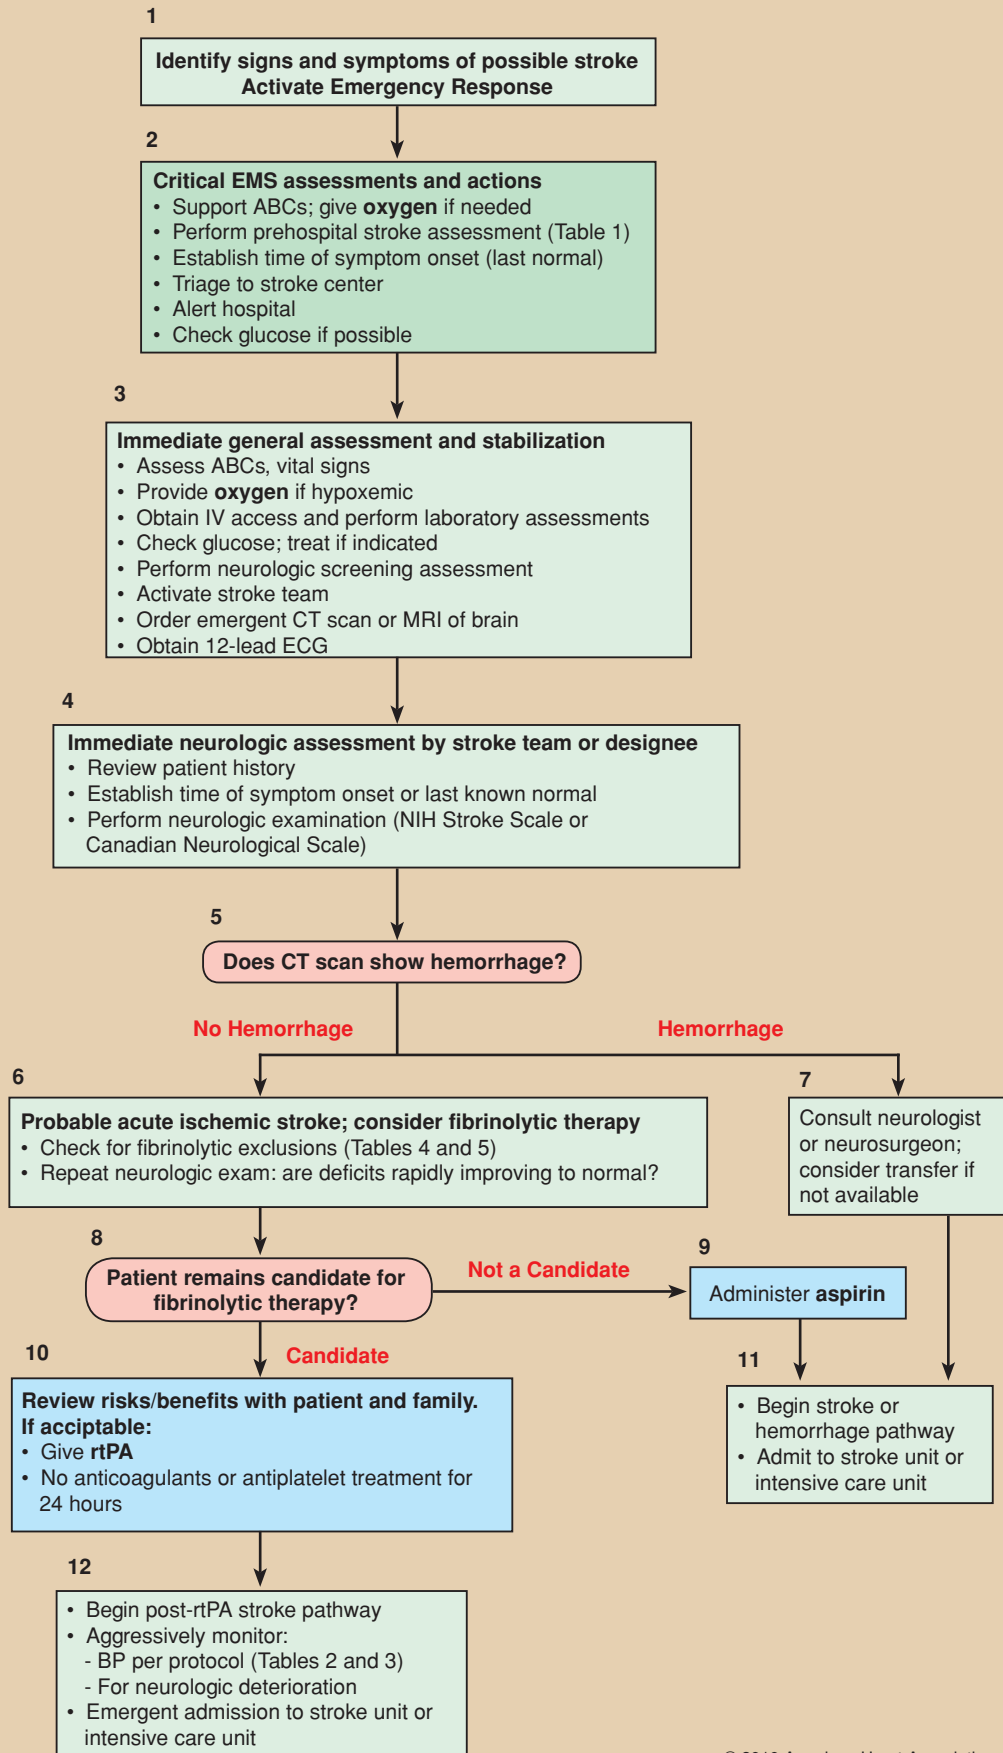 1
Identify signs and symptoms of possible stroke
Activate Emergency Response
2
Critical EMS assessments and actions
• Support ABCs; give oxygen if needed
• Perform prehospital stroke assessment (Table 1)
• Establish time of symptom onset (last normal)
• Triage to stroke center
• Alert hospital
• Check glucose if possible
3
Immediate general assessment and stabilization
• Assess ABCs, vital signs
• Provide oxygen if hypoxemic
• Obtain IV access and perform laboratory assessments
• Check glucose; treat if indicated
• Perform neurologic screening assessment
• Activate stroke team
• Order emergent CT scan or MRI of brain
• Obtain 12-lead ECG
4
Immediate neurologic assessment by stroke team or designee
• Review patient history
• Establish time of symptom onset or last known normal
• Perform neurologic examination (NIH Stroke Scale or
Canadian Neurological Scale)
5
Does CT scan show hemorrhage?
No Hemorrhage
Hemorrhage
6
Probable acute ischemic stroke; consider fibrinolytic therapy
• Check for fibrinolytic exclusions (Tables 4 and 5)
• Repeat neurologic exam: are deficits rapidly improving to normal?
7
Consult neurologist
or neurosurgeon;
consider transfer if
not available
8
Patient remains candidate for
fibrinolytic therapy?
Not a Candidate
9
Administer aspirin
Candidate
10
Review risks/benefits with patient and family.
If acciptable:
• Give rtPA
• No anticoagulants or antiplatelet treatment for
24 hours
11
• Begin stroke or
hemorrhage pathway
• Admit to stroke unit or
intensive care unit
12
• Begin post-rtPA stroke pathway
• Aggressively monitor:
- BP per protocol (Tables 2 and 3)
- For neurologic deterioration
• Emergent admission to stroke unit or
intensive care unit